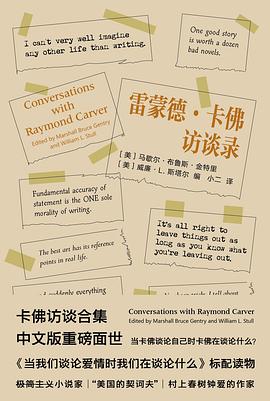 I can't very well imagine
any other life than writing.
One good story
is worth a dozen
bad novels.
Conversations
with
Raymond Carver
Edited by Marshall Bruce Gentry
and William L. Stull
雷蒙德·卡佛
访谈录
[美] 马歇尔·布鲁斯·金特里
[美] 威廉·L. 斯塔尔 编 小二 译
Fundamental accuracy of
statement is the ONE sole
morality of writing.
It's all right to
leave things out as
long as you know what
you're leaving out.
The best art has its reference
points in real life.
suddenly everything
卡佛访谈合集
中文版重磅面世
Conversations with Raymond Carver
Edited by Marshall Bruce Gentry and William L. Stull
当卡佛谈论自己时卡佛在谈论什么?
《当我们谈论爱情时我们在谈论什么》标配读物
极简主义小说家｜“美国的契诃夫”｜村上春树钟爱的作家